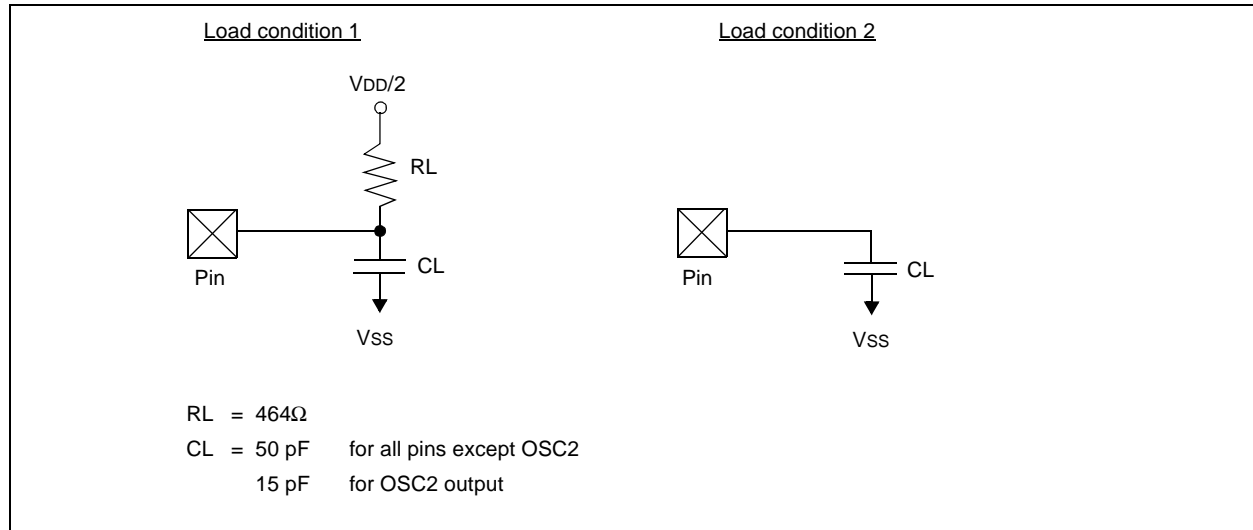 Load condition 1
VDD/2
RL
Pin
CL
VSS
Load condition 2
Pin
CL
VSS
RL = 464Ω
CL = 50 pF for all pins except OSC2
15 pF for OSC2 output